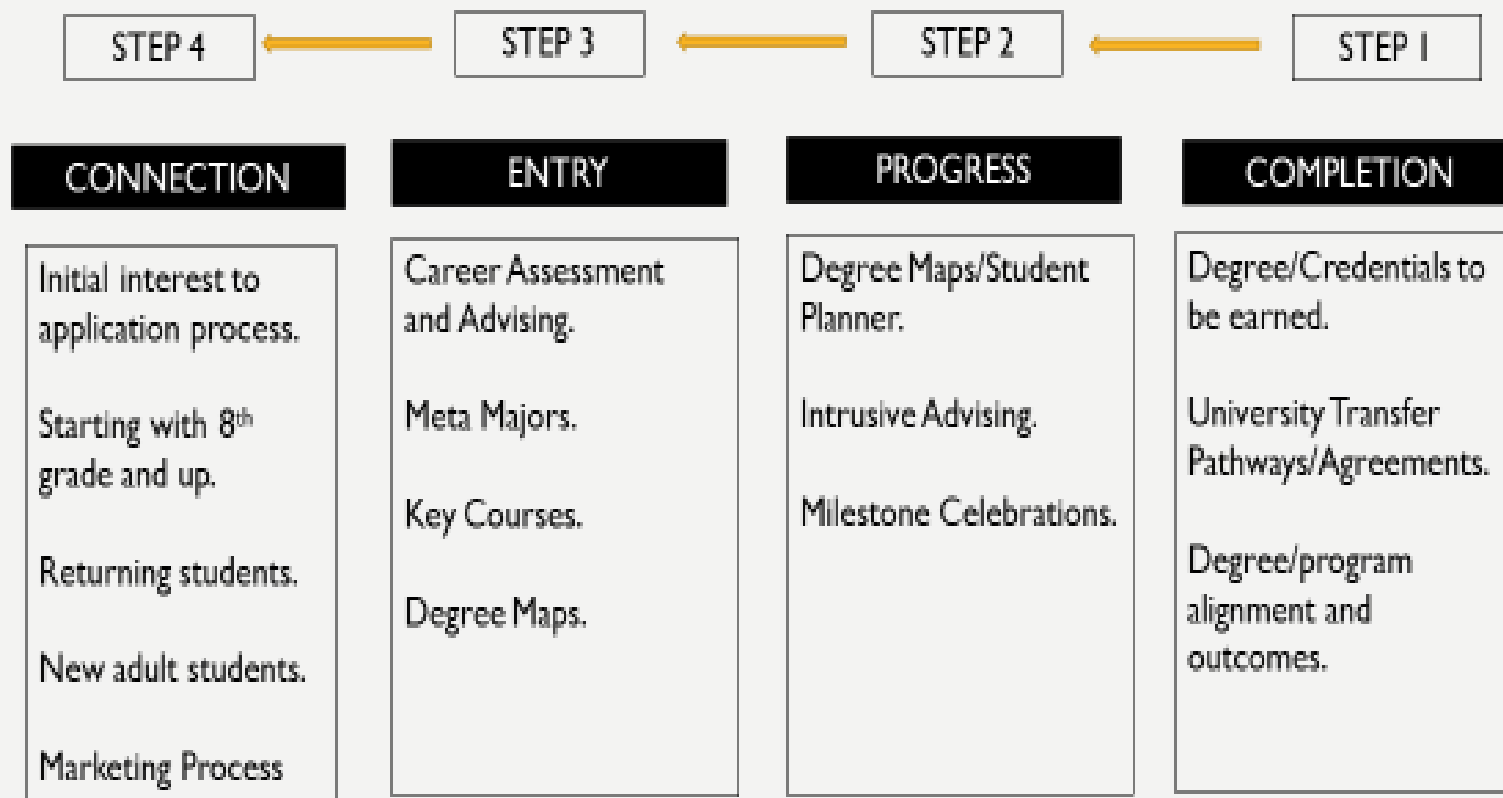 STEP 4
STEP 3
STEP 2
STEP 1
CONNECTION
ENTRY
PROGRESS
COMPLETION
Initial interest to
application process.
Starting with 8th
grade and up.
Returning students.
New adult students.
Marketing Process
Career Assessment
and Advising.
Meta Majors.
Key Courses.
Degree Maps.
Degree Maps/Student
Planner.
Intrusive Advising.
Milestone Celebrations.
Degree/Credentials to
be earned.
University Transfer
Pathways/Agreements.
Degree/program
alignment and
outcomes.